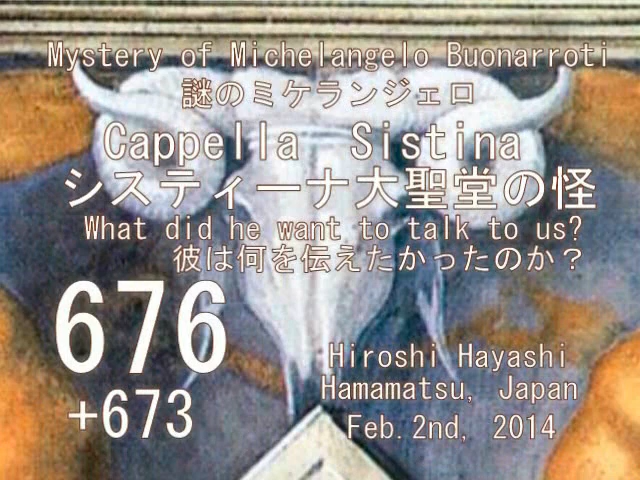 Mystery of Michelangelo Buonarroti
謎のミケランジェロ
Cappella Sistina
システィーナ大聖堂の怪
What did he want to talk to us?
彼は何を伝えたかったのか？
676
+673
Hiroshi Hayashi
Hamamatsu, Japan
Feb.2nd, 2014